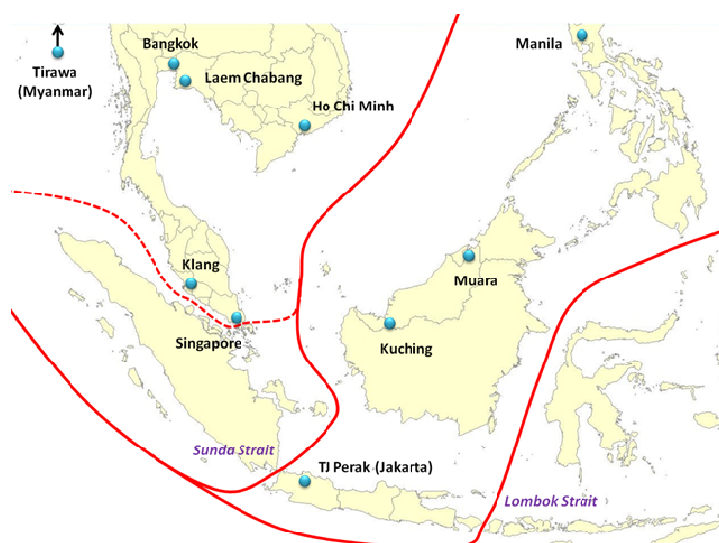 Bangkok
Manila
Tirawa
(Myanmar)
Laem Chabang
Ho Chi Minh
Klang
Muara
Singapore
Kuching
Sunda Strait
TJ Perak (Jakarta)
Lombok Strait